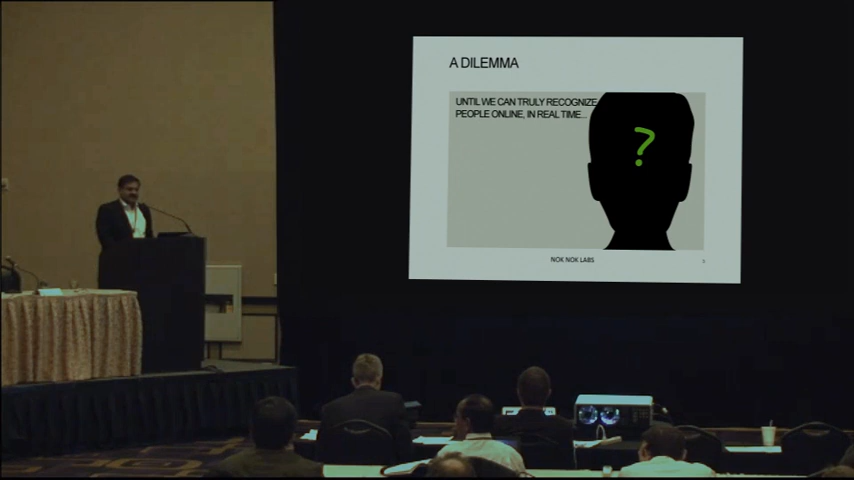 A DILEMMA
UNTIL WE CAN TRULY RECOGNIZE
PEOPLE ONLINE, IN REAL TIME...
?
NOK NOK LABS